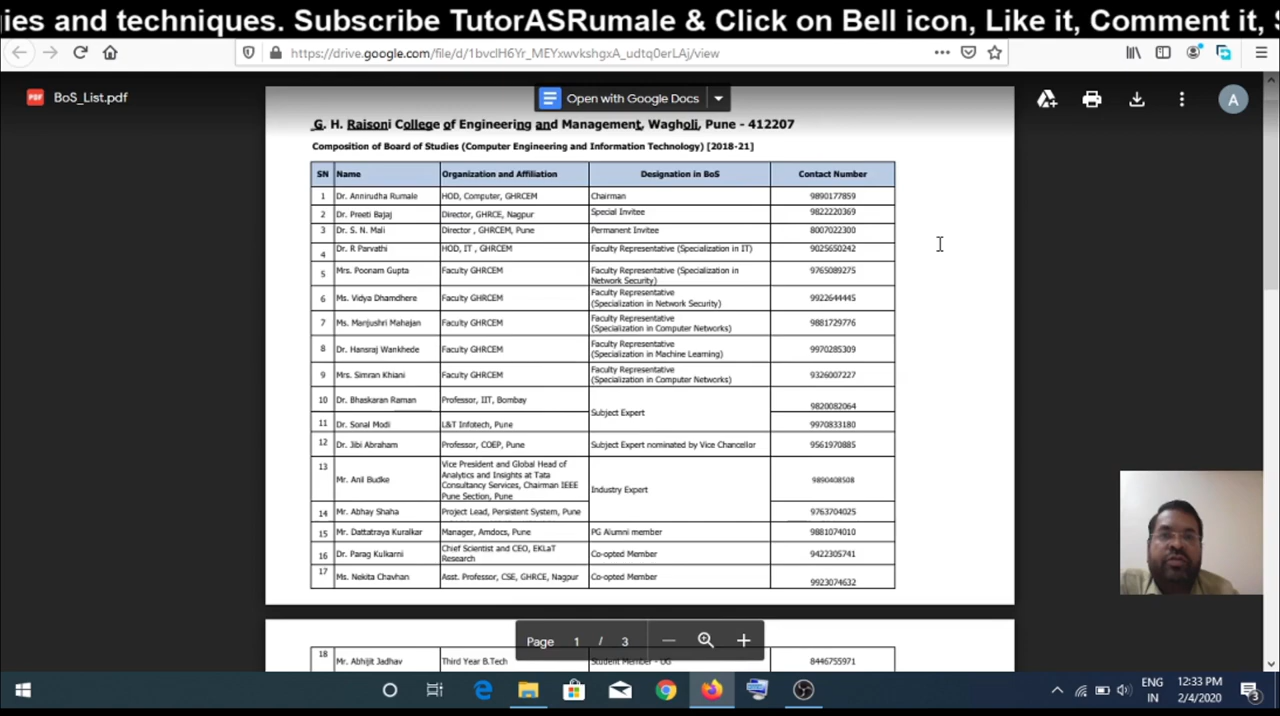 ies and techniques. Subscribe TutorASRumale & Click on Bell icon, Like it, Comment it,
https://drive.google.com/file/d/1bvclH6Yr_MEYxwvkshgxA_udtq0erLAj/view
PDF BoS_List.pdf
Open with Google Docs
A
G. H. Raisoni College of Engineering and Management, Wagholi, Pune - 412207
Composition of Board of Studies (Computer Engineering and Information Technology) [2018-21]
SN Name Organization and Affiliation Designation in BoS Contact Number
1 Dr. Annirudha Rumale HOD, Computer, GHRCEM Chairman 9890177859
2 Dr. Preeti Bajaj Director, GHRCE, Nagpur Special Invitee 9822220369
3 Dr. S. N. Mali Director , GHRCEM, Pune Permanent Invitee 8007022300
4 Dr. R Parvathi HOD, IT , GHRCEM Faculty Representative (Specialization in IT) 9025650242
5 Mrs. Poonam Gupta Faculty GHRCEM Faculty Representative (Specialization in 9765089275
Network Security)
6 Ms. Vidya Dhamdhere Faculty GHRCEM Faculty Representative 9922644445
(Specialization in Network Security)
7 Ms. Manjushri Mahajan Faculty GHRCEM Faculty Representative 9881729776
(Specialization in Computer Networks)
8 Dr. Hansraj Wankhede Faculty GHRCEM Faculty Representative 9970285309
(Specialization in Machine Learning)
9 Mrs. Simran Khiani Faculty GHRCEM Faculty Representative 9326007227
(Specialization in Computer Networks)
10 Dr. Bhaskaran Raman Professor, IIT, Bombay 9820082064
Subject Expert
11 Dr. Sonal Modi L&T Infotech, Pune 9970833180
12 Dr. Jibi Abraham Professor, COEP, Pune Subject Expert nominated by Vice Chancellor 9561970885
13 Mr. Anil Budke Vice President and Global Head of
Analytics and Insights at Tata
Consultancy Services, Chairman IEEE
Pune Section, Pune
Industry Expert 9890408508
14 Mr. Abhay Shaha Project Lead, Persistent System, Pune 9763704025
15 Mr. Dattatraya Kuralkar Manager, Amdocs, Pune PG Alumni member 9881074010
16 Dr. Parag Kulkarni Chief Scientist and CEO, EKLaT Co-opted Member 9422305741
Research
17 Ms. Nekita Chavhan Asst. Professor, CSE, GHRCE, Nagpur Co-opted Member 9923074632
Page 1 / 3
18 Mr. Abhijit Jadhav Third Year B.Tech Student Member - UG 8446755971
ENG 12:33 PM
IN 2/4/2020
3